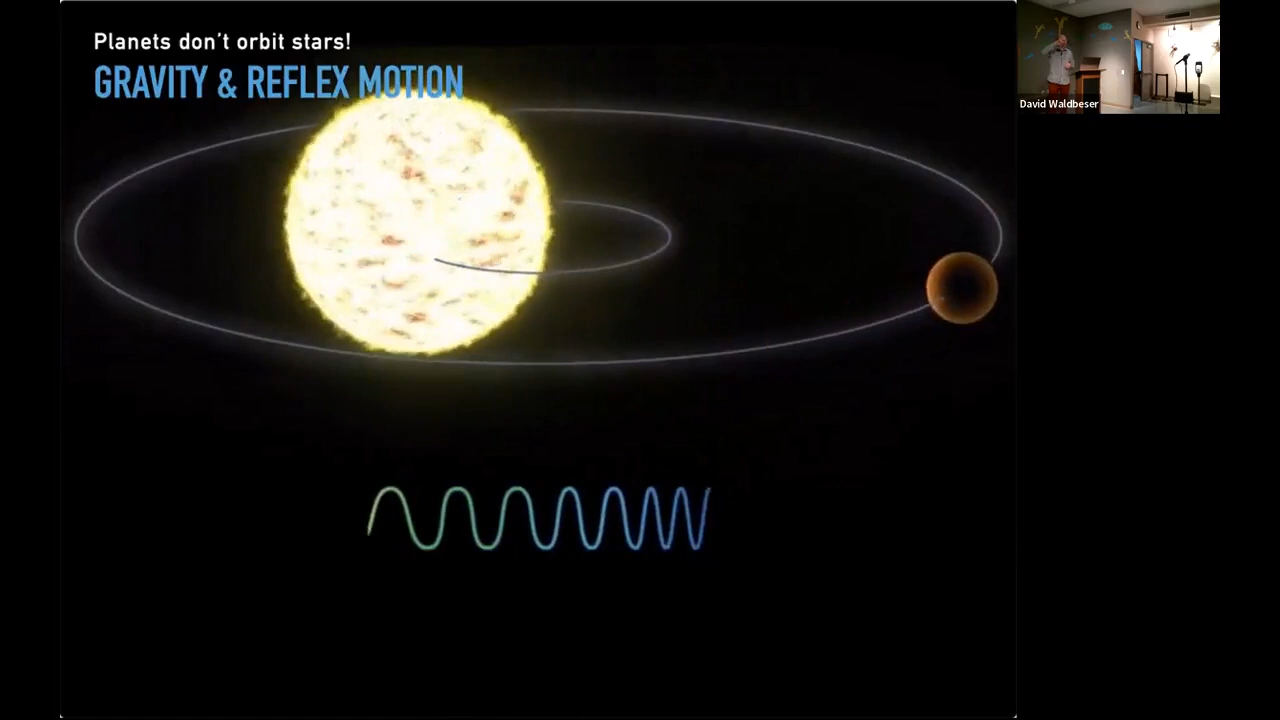 Planets don't orbit stars!
GRAVITY & REFLEX MOTION
David Waldbeser